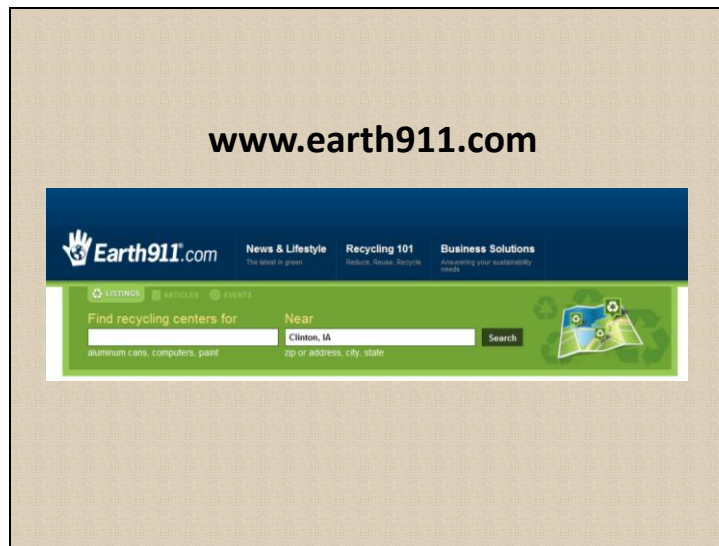 www.earth911.com
Earth911.com
News & Lifestyle
The latest in green
Recycling 101
Reduce, Reuse, Recycle
Business Solutions
Answering your sustainability
needs
LISTINGS ARTICLES EVENTS
Find recycling centers for
Near
Clinton, IA
Search
aluminum cans, computers, paint
zip or address, city, state